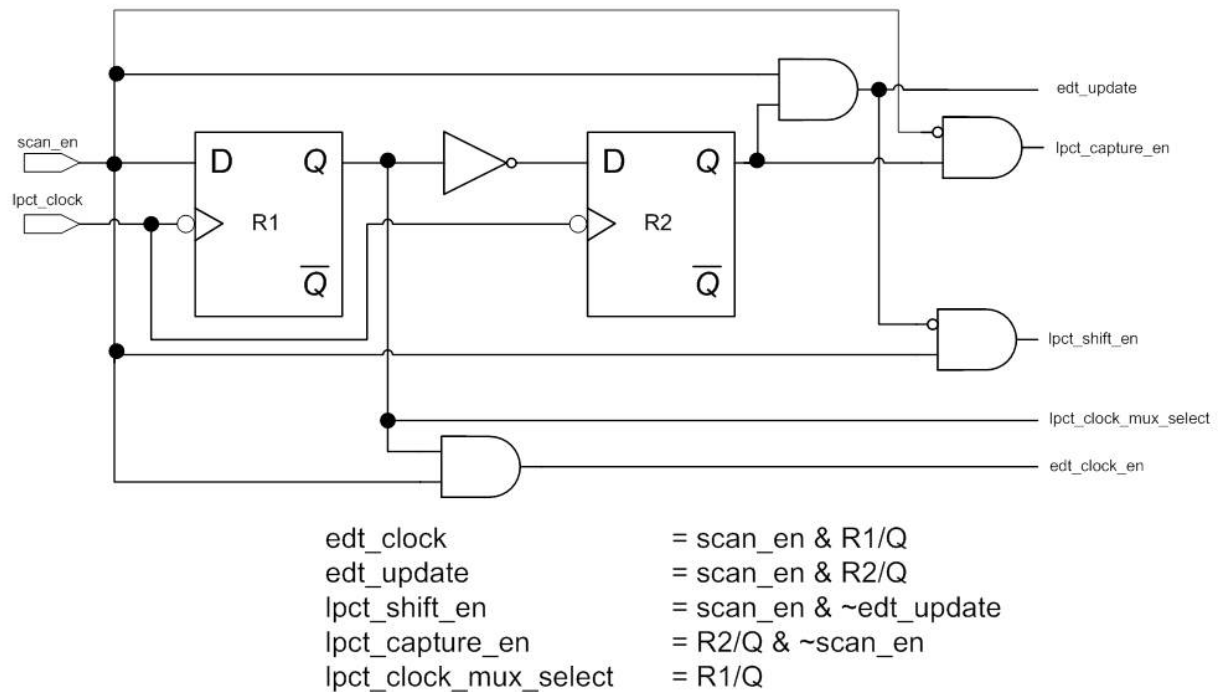 edt_update
scan_en
D Q
Q
D Q
Q
lpct_capture_en
lpct_clock
R1
R2
lpct_shift_en
lpct_clock_mux_select
edt_clock_en
edt_clock = scan_en & R1/Q
edt_update = scan_en & R2/Q
lpct_shift_en = scan_en & ~edt_update
lpct_capture_en = R2/Q & ~scan_en
lpct_clock_mux_select = R1/Q